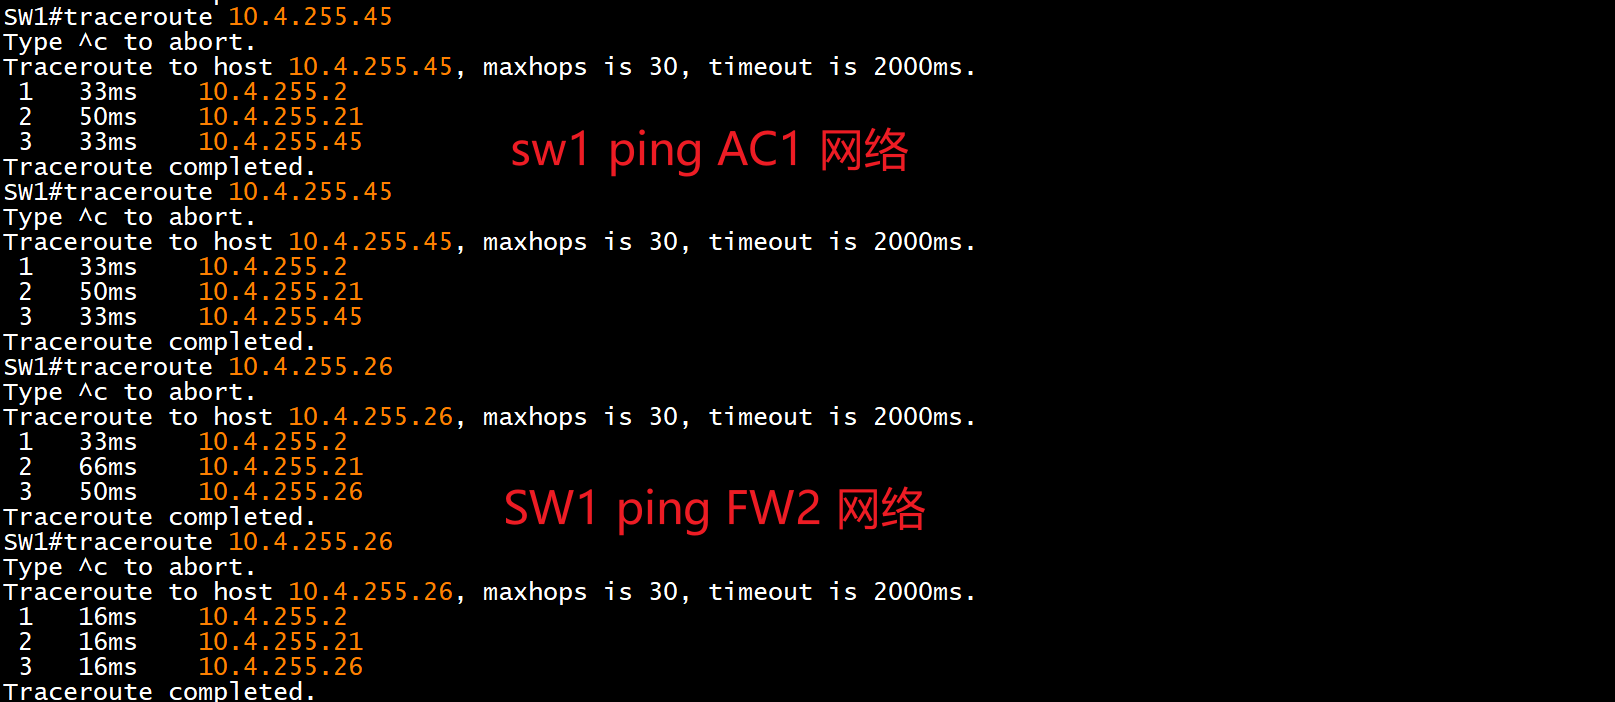 SW1#traceroute 10.4.255.45
Type ^c to abort.
Traceroute to host 10.4.255.45, maxhops is 30, timeout is 2000ms.
1 33ms 10.4.255.2
2 50ms 10.4.255.21
3 33ms 10.4.255.45
sw1 ping AC1 网络
Traceroute completed.
SW1#traceroute 10.4.255.45
Type ^c to abort.
Traceroute to host 10.4.255.45, maxhops is 30, timeout is 2000ms.
1 33ms 10.4.255.2
2 50ms 10.4.255.21
3 33ms 10.4.255.45
Traceroute completed.
SW1#traceroute 10.4.255.26
Type ^c to abort.
Traceroute to host 10.4.255.26, maxhops is 30, timeout is 2000ms.
1 33ms 10.4.255.2
2 66ms 10.4.255.21
3 50ms 10.4.255.26
SW1 ping FW2 网络
Traceroute completed.
SW1#traceroute 10.4.255.26
Type ^c to abort.
Traceroute to host 10.4.255.26, maxhops is 30, timeout is 2000ms.
1 16ms 10.4.255.2
2 16ms 10.4.255.21
3 16ms 10.4.255.26
Traceroute completed.